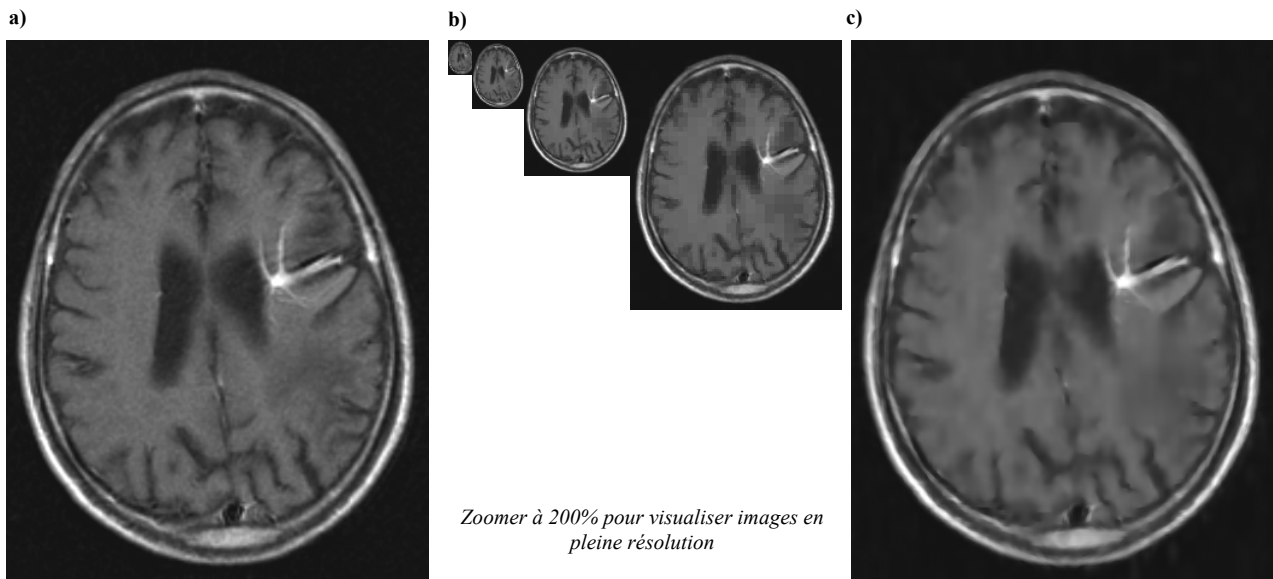 a)
b)
c)
Zoomer à 200% pour visualiser images en
pleine résolution